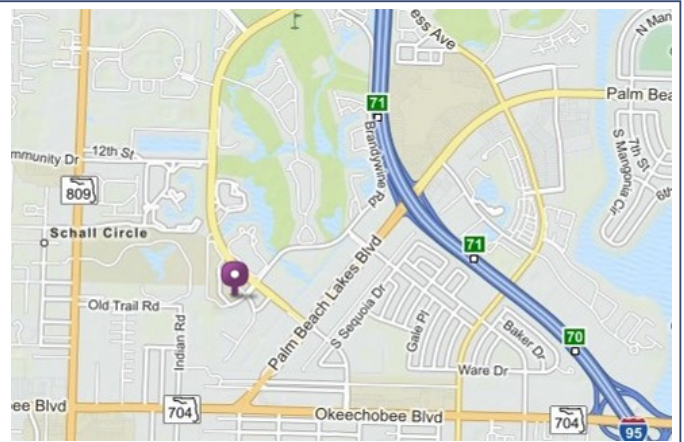 ess Ave
N Man
71
Palm Bea
Brandywine Rd
12th St
mmunity Dr
7th St
S Mangonia Cir
6th
809
Schall Circle
Palm Beach Lakes Blvd
71
Old Trail Rd
Indian Rd
S Sequoia Dr
Gale Pl
Baker Dr
70
Ware Dr
ee Blvd
704
Okeechobee Blvd
704
95